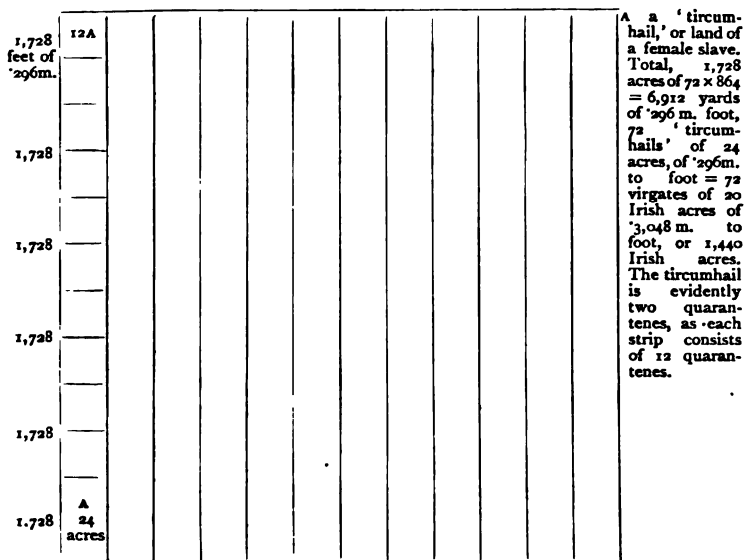 1,728
feet of
·296m.
12A
1,728
1,728
1,728
1,728
1.728
A
24
acres
A a ‘ tircum-
hail,’ or land of
a female slave.
Total, 1,728
acres of 72 × 864
= 6,912 yards
of ·296 m. foot,
72 ‘ tircum-
hails’ of 24
acres, of ·296m.
to foot = 72
virgates of 20
Irish acres of
·3,048 m. to
foot, or 1,440
Irish acres.
The tircumhail
is evidently
two quaran-
tenes, as each
strip consists
of 12 quaran-
tenes.